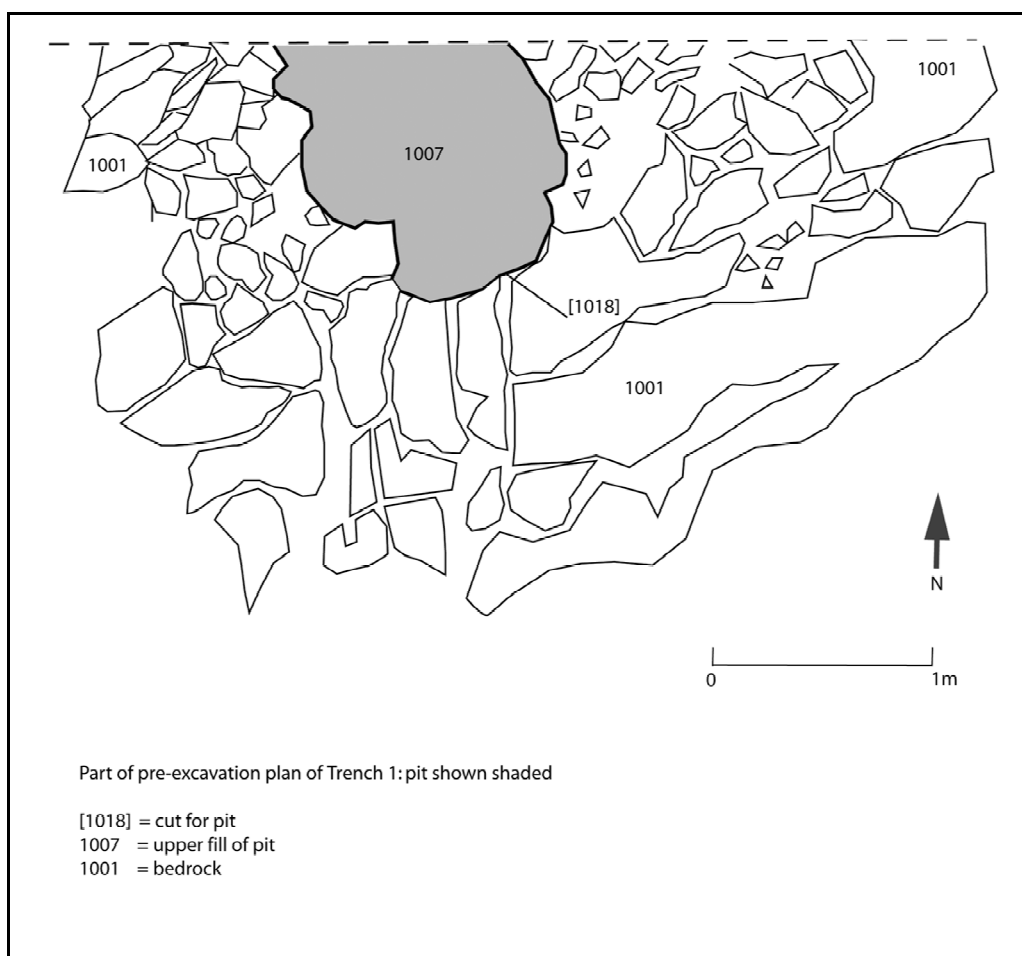 1001
1007
1001
[1018]
1001
N
0 1m
Part of pre-excavation plan of Trench 1: pit shown shaded
[1018] = cut for pit
1007 = upper fill of pit
1001 = bedrock